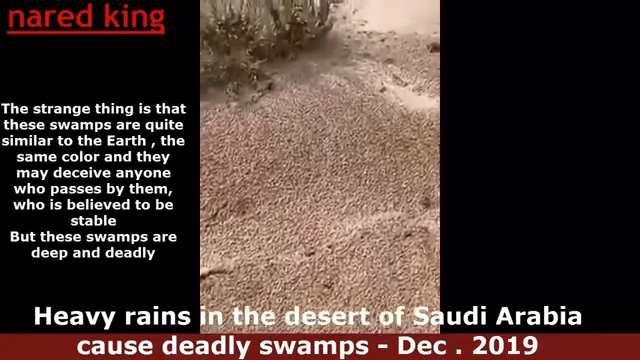 nared king
The strange thing is that
these swamps are quite
similar to the Earth , the
same color and they
may deceive anyone
who passes by them,
who is believed to be
stable
But these swamps are
deep and deadly
Heavy rains in the desert of Saudi Arabia
cause deadly swamps - Dec . 2019